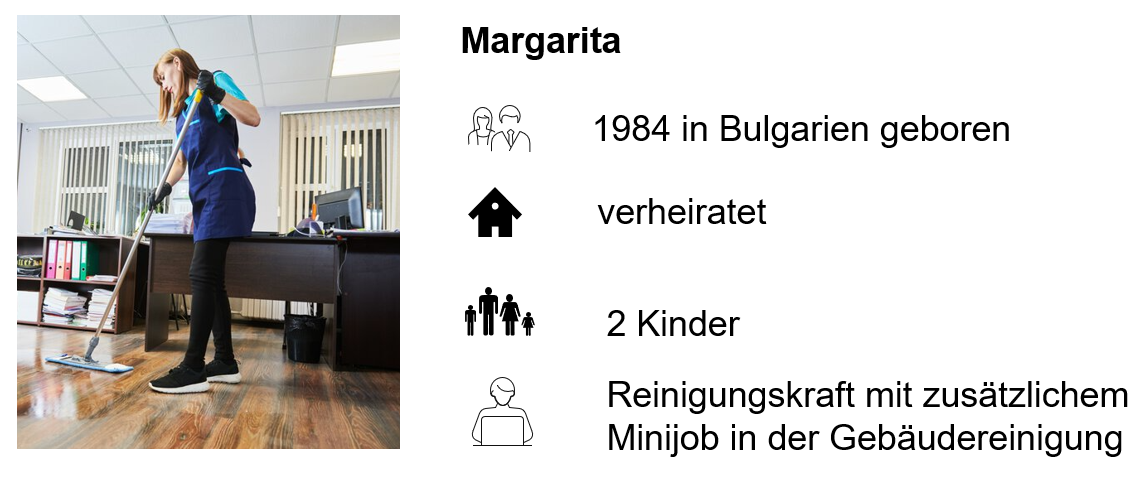 Margarita
1984 in Bulgarien geboren
verheiratet
2 Kinder
Reinigungskraft mit zusätzlichem
Minijob in der Gebäudereinigung